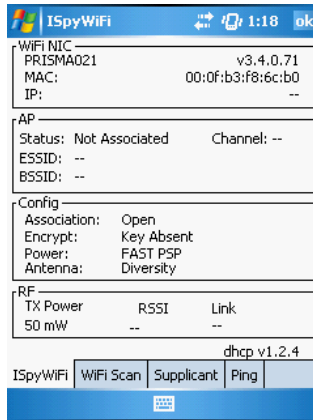 ISpyWiFi 1:18 ok
WiFi NIC
PRISMA021 v3.4.0.71
MAC: 00:0f:b3:f8:6c:b0
IP: --
AP
Status: Not Associated Channel: --
ESSID: --
BSSID: --
Config
Association: Open
Encrypt: Key Absent
Power: FAST PSP
Antenna: Diversity
RF
TX Power RSSI Link
50 mW -- --
dhcp v1.2.4
ISpyWiFi WiFi Scan Supplicant Ping